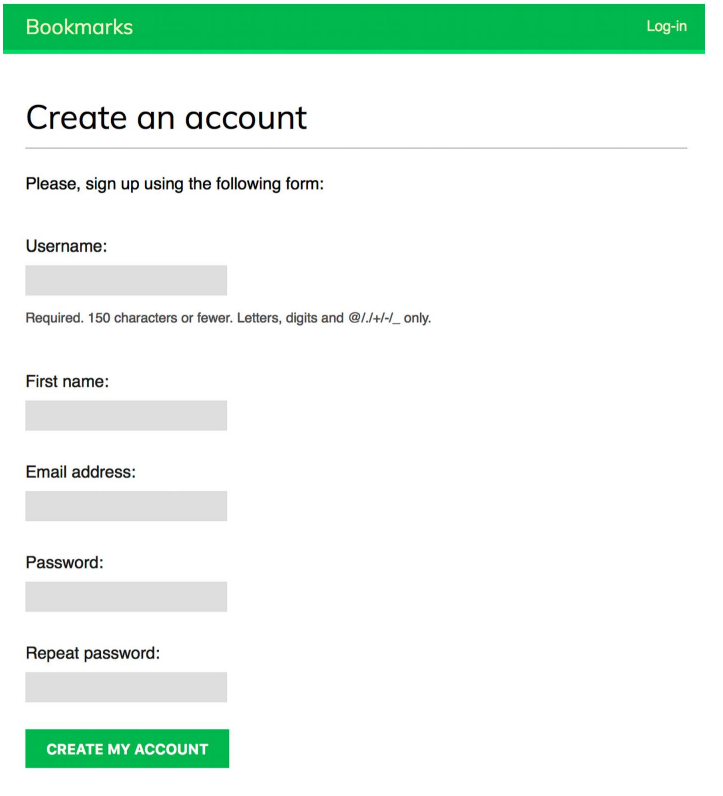 Bookmarks
Log-in
Create an account
Please, sign up using the following form:
Username:
Required. 150 characters or fewer. Letters, digits and @/./+/-/_ only.
First name:
Email address:
Password:
Repeat password:
CREATE MY ACCOUNT